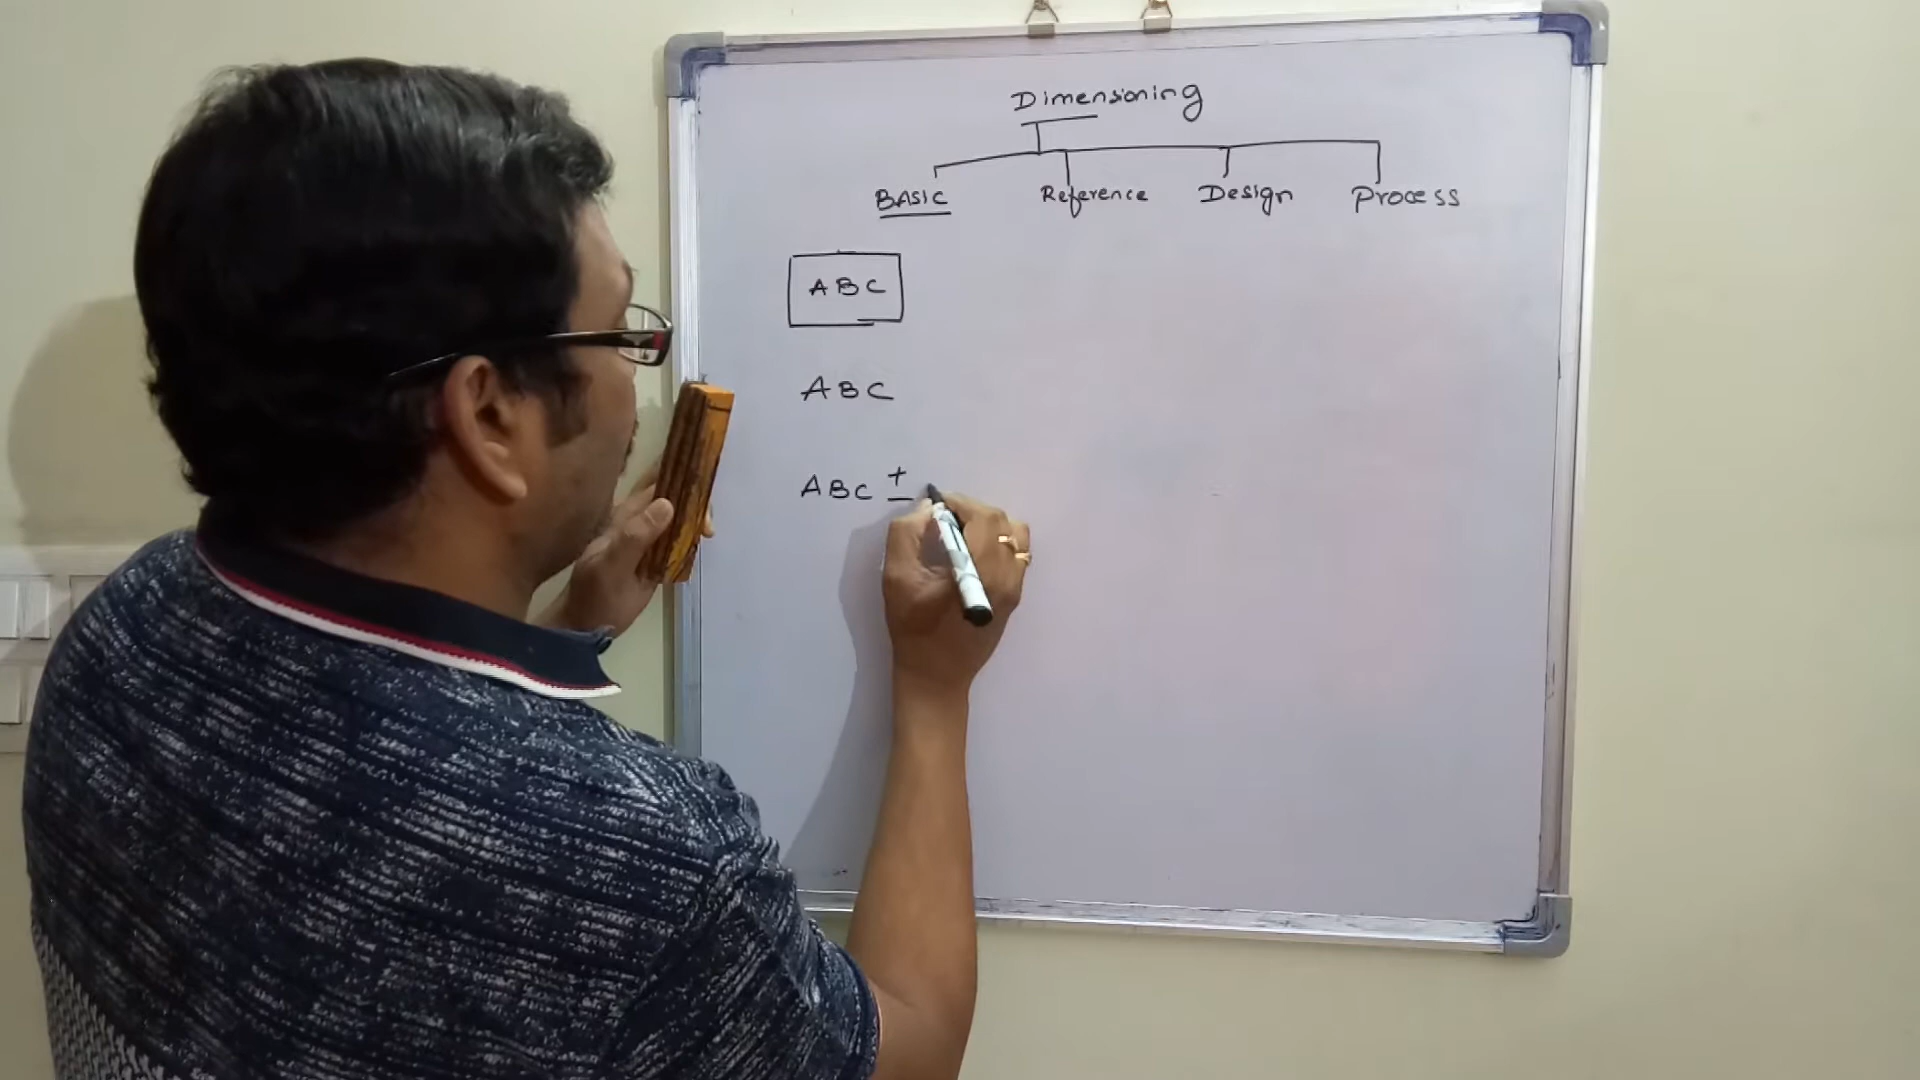 Dimensioning
BASIC Reference Design Process
ABC
ABC
ABC ±